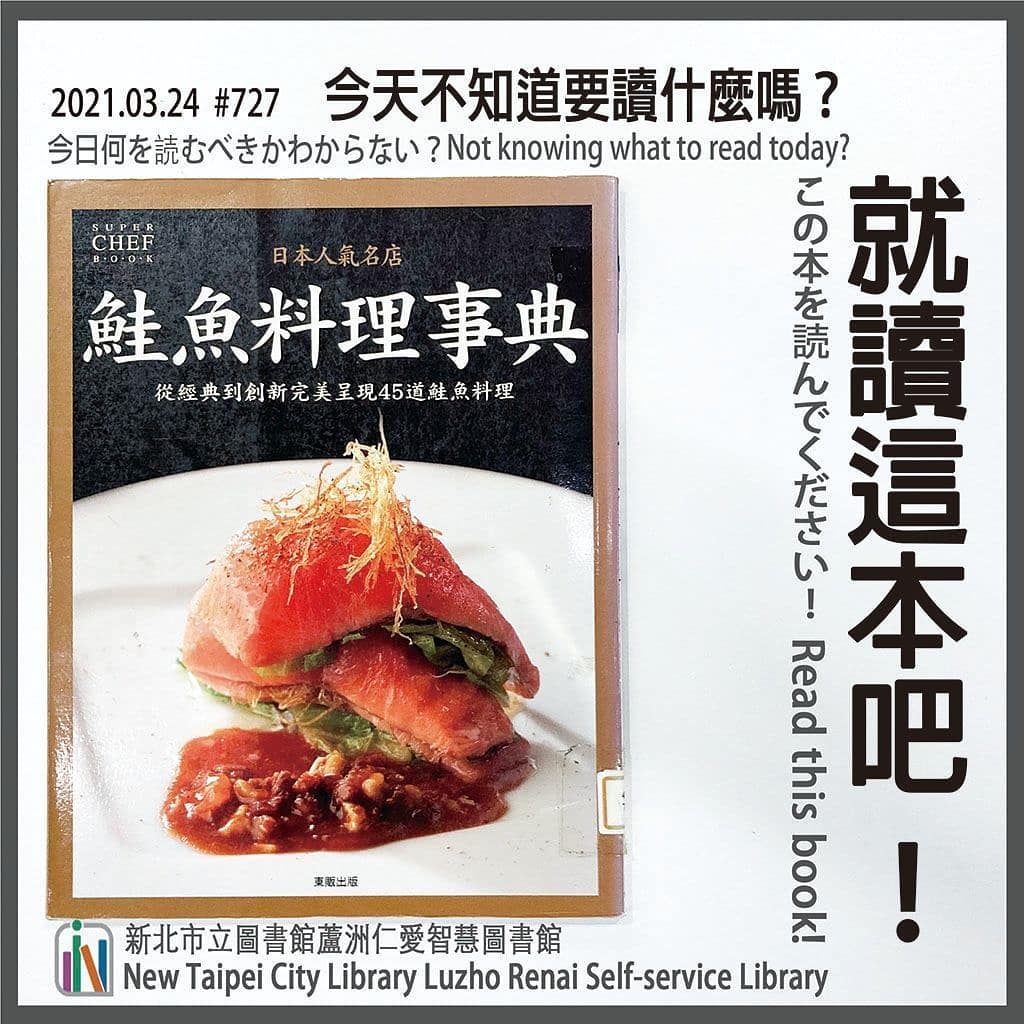 2021.03.24 #727 今天不知道要讀什麼嗎？
今日何を読むべきかわからない？Not knowing what to read today?
就讀這本吧！
この本を読んでください！ Read this book!
SUPER
CHEF
B·O·O·K
日本人氣名店
鮭魚料理事典
從經典到創新完美呈現45道鮭魚料理
東販出版
新北市立圖書館蘆洲仁愛智慧圖書館
New Taipei City Library Luzho Renai Self-service Library